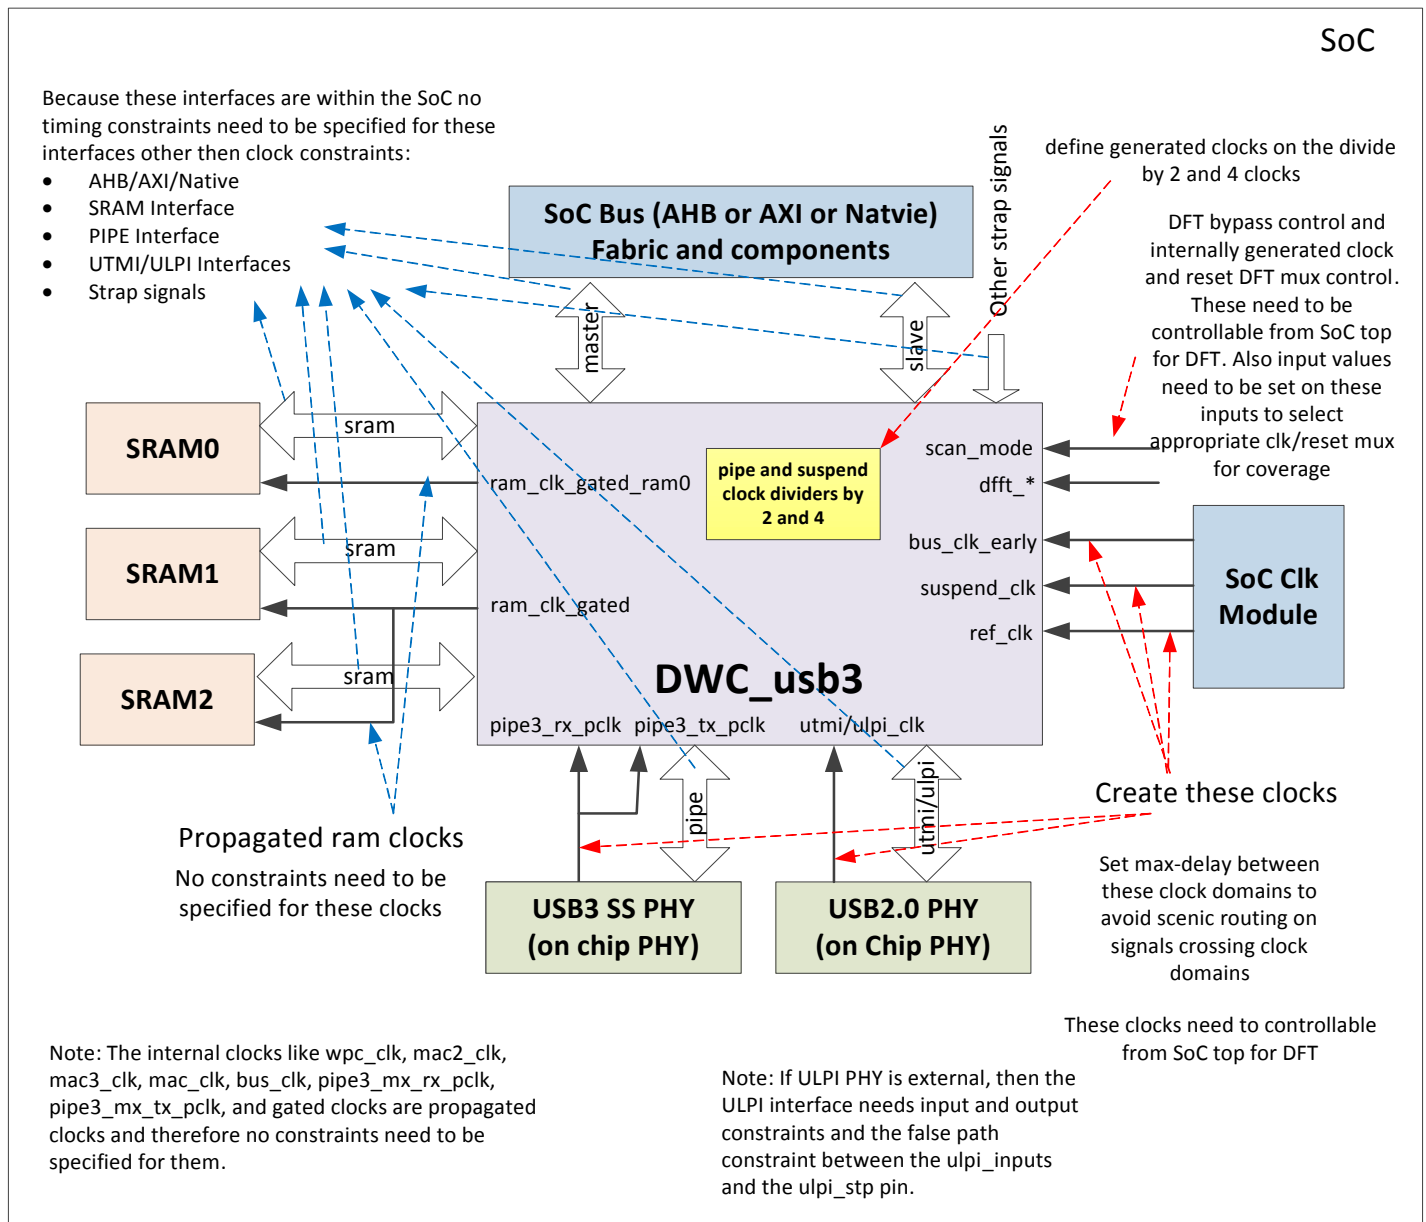 SoC
Because these interfaces are within the SoC no
timing constraints need to be specified for these
interfaces other then clock constraints:
• AHB/AXI/Native
• SRAM Interface
• PIPE Interface
• UTMI/ULPI Interfaces
• Strap signals
SoC Bus (AHB or AXI or Natvie)
Fabric and components
Other strap signals
define generated clocks on the divide
by 2 and 4 clocks
DFT bypass control and
internally generated clock
and reset DFT mux control.
These need to be
controllable from SoC top
for DFT. Also input values
need to be set on these
inputs to select
appropriate clk/reset mux
for coverage
master
slave
SRAM0
sram
ram_clk_gated_ram0
SRAM1
sram
ram_clk_gated
SRAM2
sram
pipe and suspend
clock dividers by
2 and 4
scan_mode
dfft_*
bus_clk_early
suspend_clk
ref_clk
SoC Clk
Module
DWC_usb3
pipe3_rx_pclk
pipe3_tx_pclk
utmi/ulpi_clk
pipe
utmi/ulpi
Propagated ram clocks
No constraints need to be
specified for these clocks
Create these clocks
Set max-delay between
these clock domains to
avoid scenic routing on
signals crossing clock
domains
USB3 SS PHY
(on chip PHY)
USB2.0 PHY
(on Chip PHY)
These clocks need to controllable
from SoC top for DFT
Note: The internal clocks like wpc_clk, mac2_clk,
mac3_clk, mac_clk, bus_clk, pipe3_mx_rx_pclk,
pipe3_mx_tx_pclk, and gated clocks are propagated
clocks and therefore no constraints need to be
specified for them.
Note: If ULPI PHY is external, then the
ULPI interface needs input and output
constraints and the false path
constraint between the ulpi_inputs
and the ulpi_stp pin.